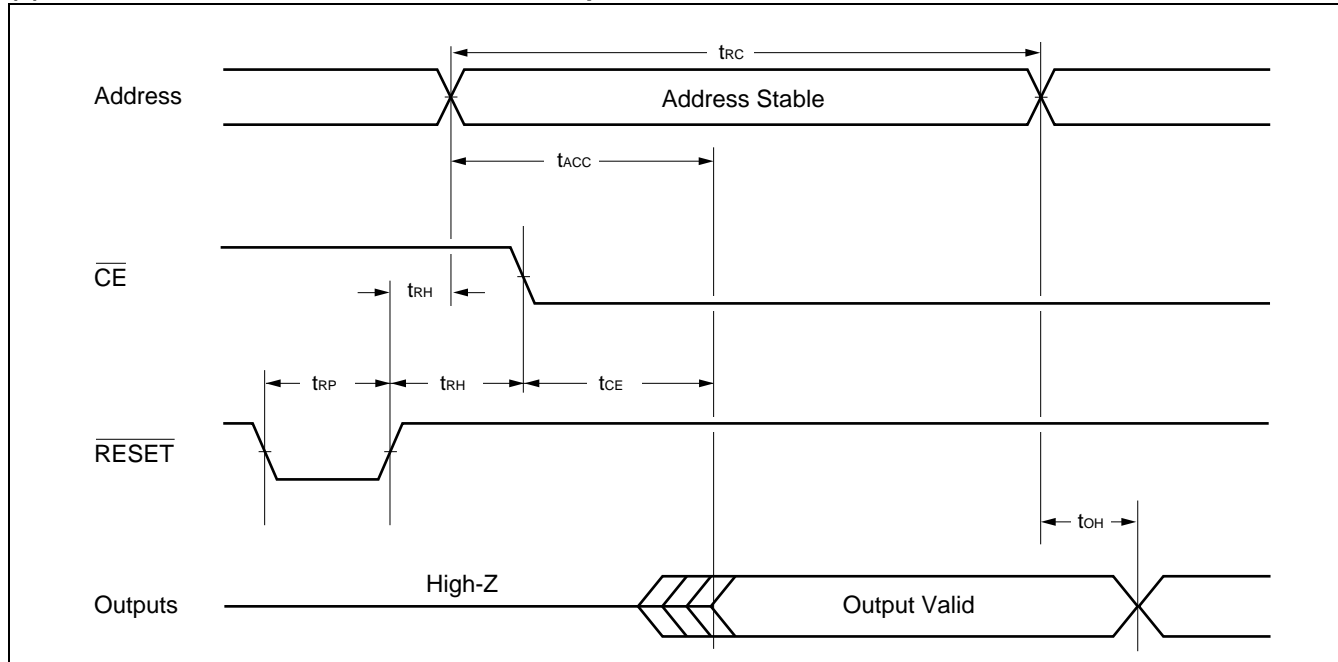 tRC
Address
Address Stable
tACC
CE
tRH
tRP
tRH
tCE
RESET
tOH
High-Z
Outputs
Output Valid